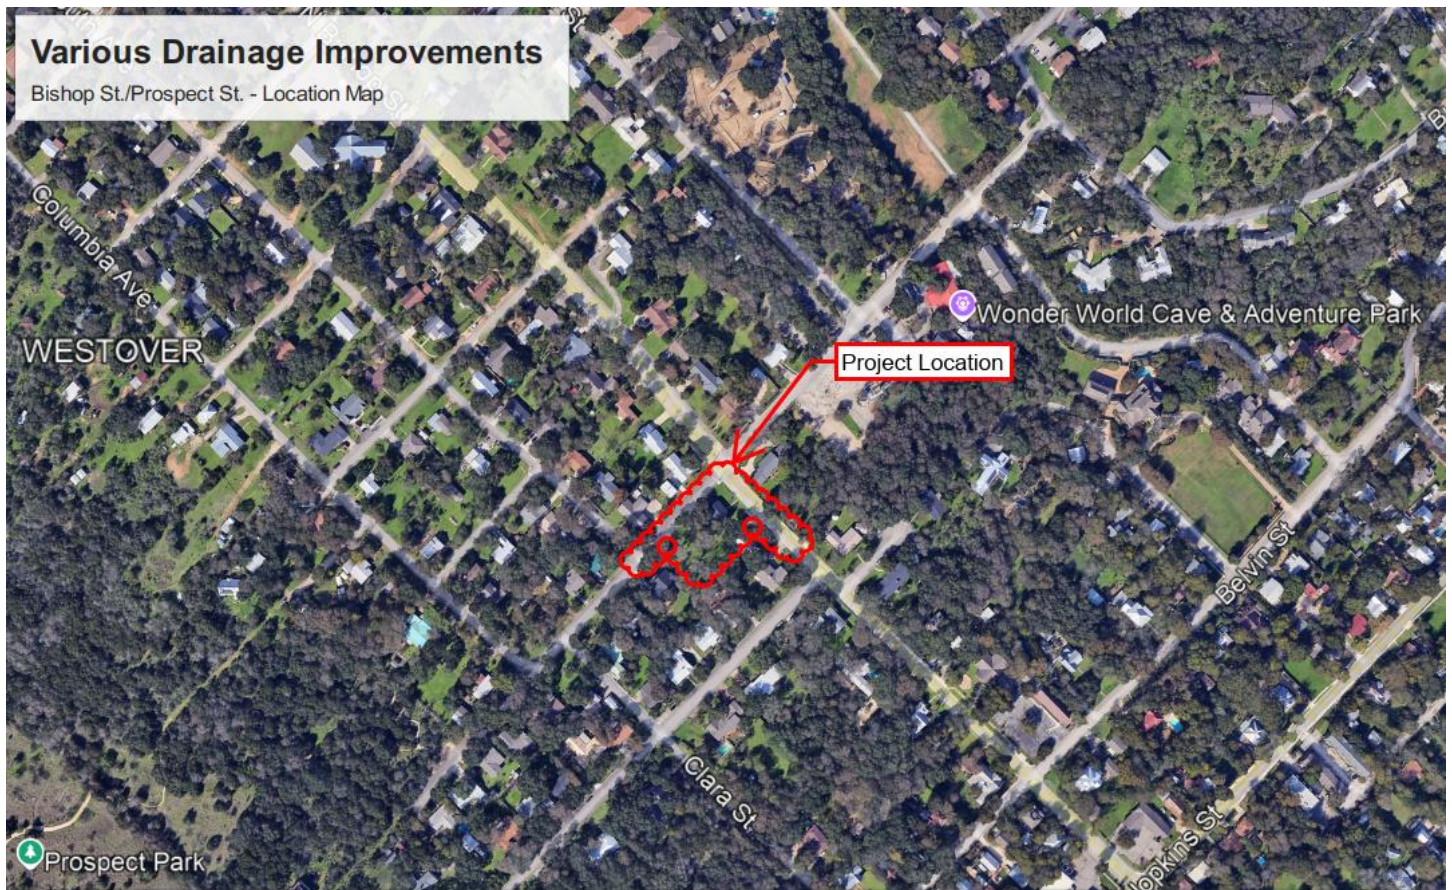 Various Drainage Improvements
Bishop St./Prospect St. - Location Map
St
Columbia Ave
WESTOVER
Wonder World Cave & Adventure Park
Project Location
Belvin St
Clara St
Hopkins St
Prospect Park